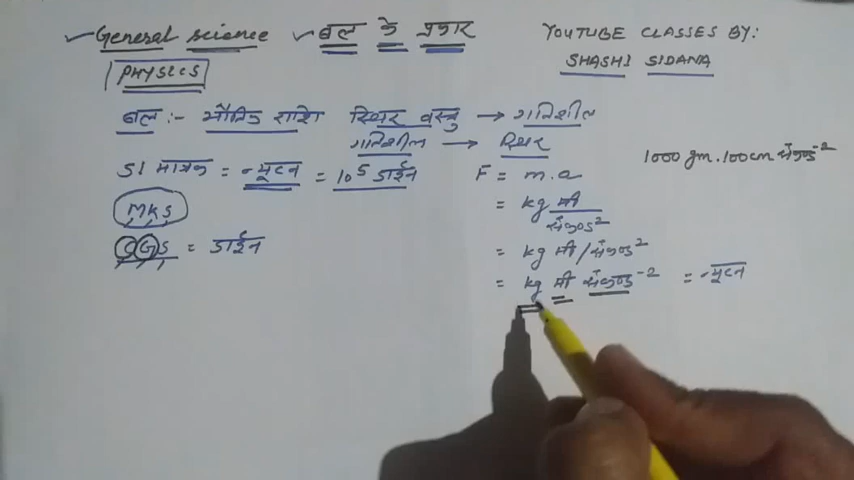 General science बल के प्रकार
YOUTUBE CLASSES BY:
SHASHI SIDANA
PHYSICS
बल :- भौतिक राशि स्थिर वस्तु → गतिशील
गतिशील → स्थिर
SI मात्रक = न्यूटन = 10⁵ डाईन
F = m.a
1000 gm. 100cm सैकण्ड⁻²
MKS
= kg मी/सैकण्ड²
CGS = डाईन
= kg मी/सैकण्ड²
= kg मी सैकण्ड⁻² = न्यूटन